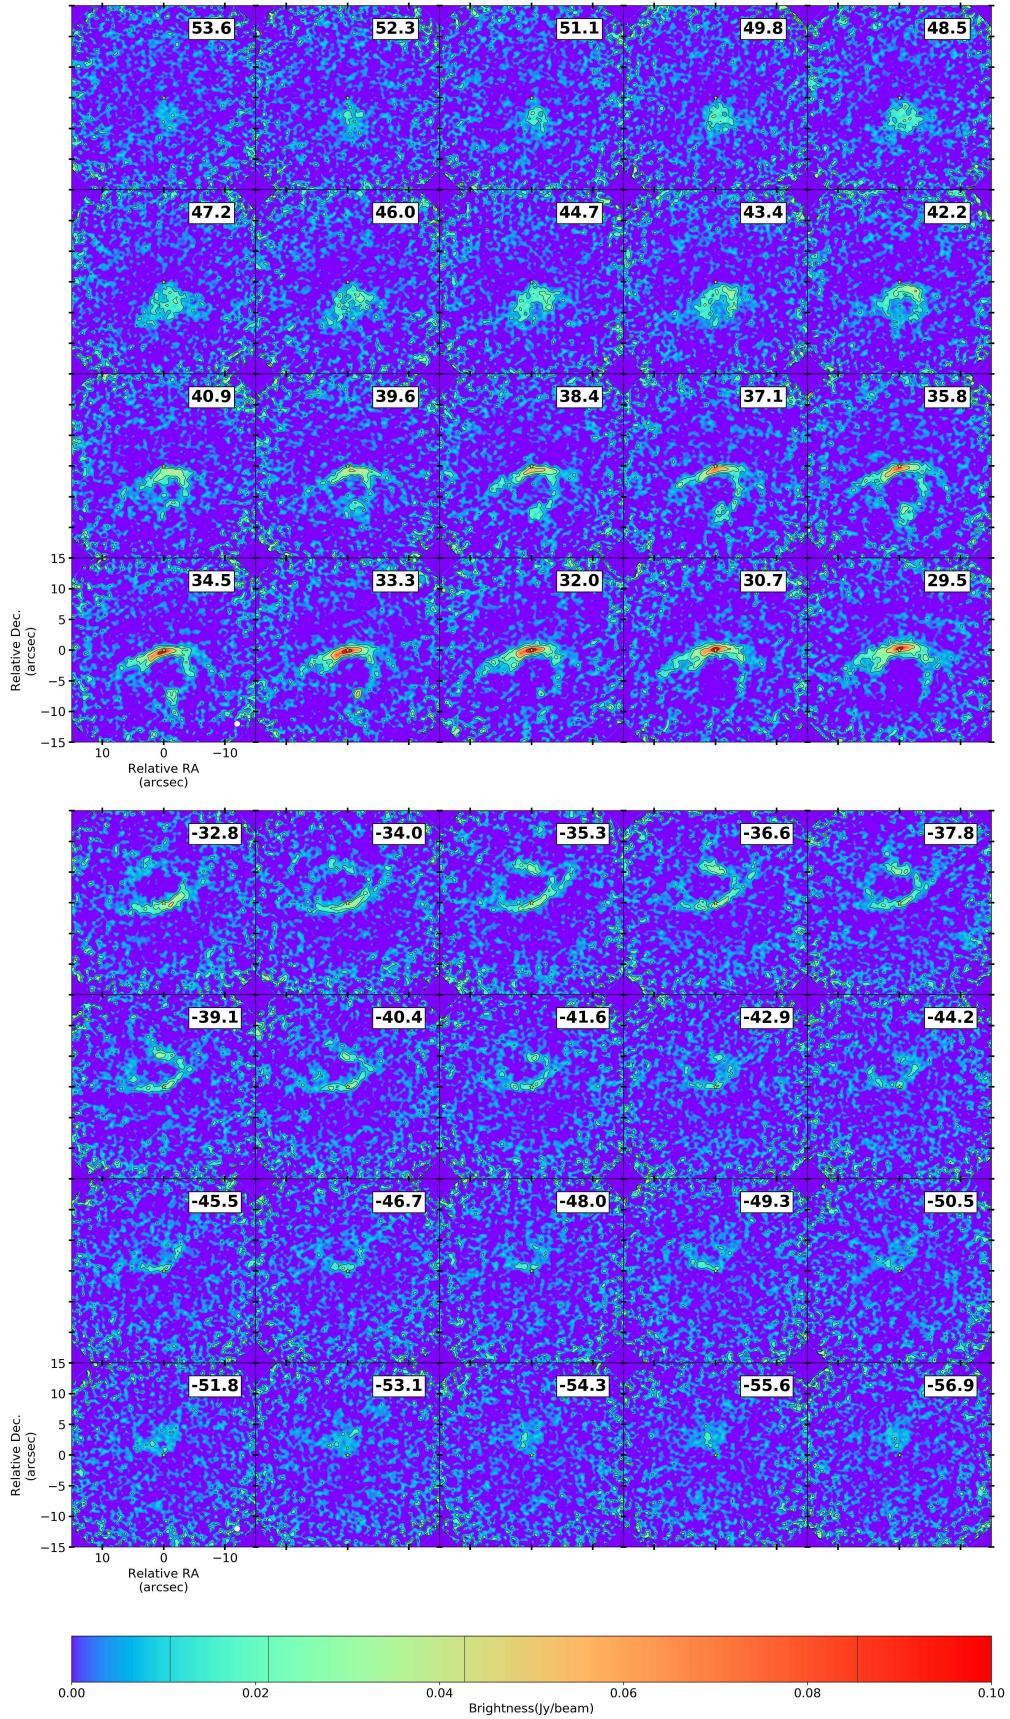 53.6 52.3 51.1 49.8 48.5
47.2 46.0 44.7 43.4 42.2
40.9 39.6 38.4 37.1 35.8
34.5 33.3 32.0 30.7 29.5
15
10
5
0
−5
−10
−15
Relative Dec.
(arcsec)
10 0 −10
Relative RA
(arcsec)
-32.8 -34.0 -35.3 -36.6 -37.8
-39.1 -40.4 -41.6 -42.9 -44.2
-45.5 -46.7 -48.0 -49.3 -50.5
-51.8 -53.1 -54.3 -55.6 -56.9
15
10
5
0
−5
−10
−15
Relative Dec.
(arcsec)
10 0 −10
Relative RA
(arcsec)
0.00 0.02 0.04 0.06 0.08 0.10
Brightness(Jy/beam)